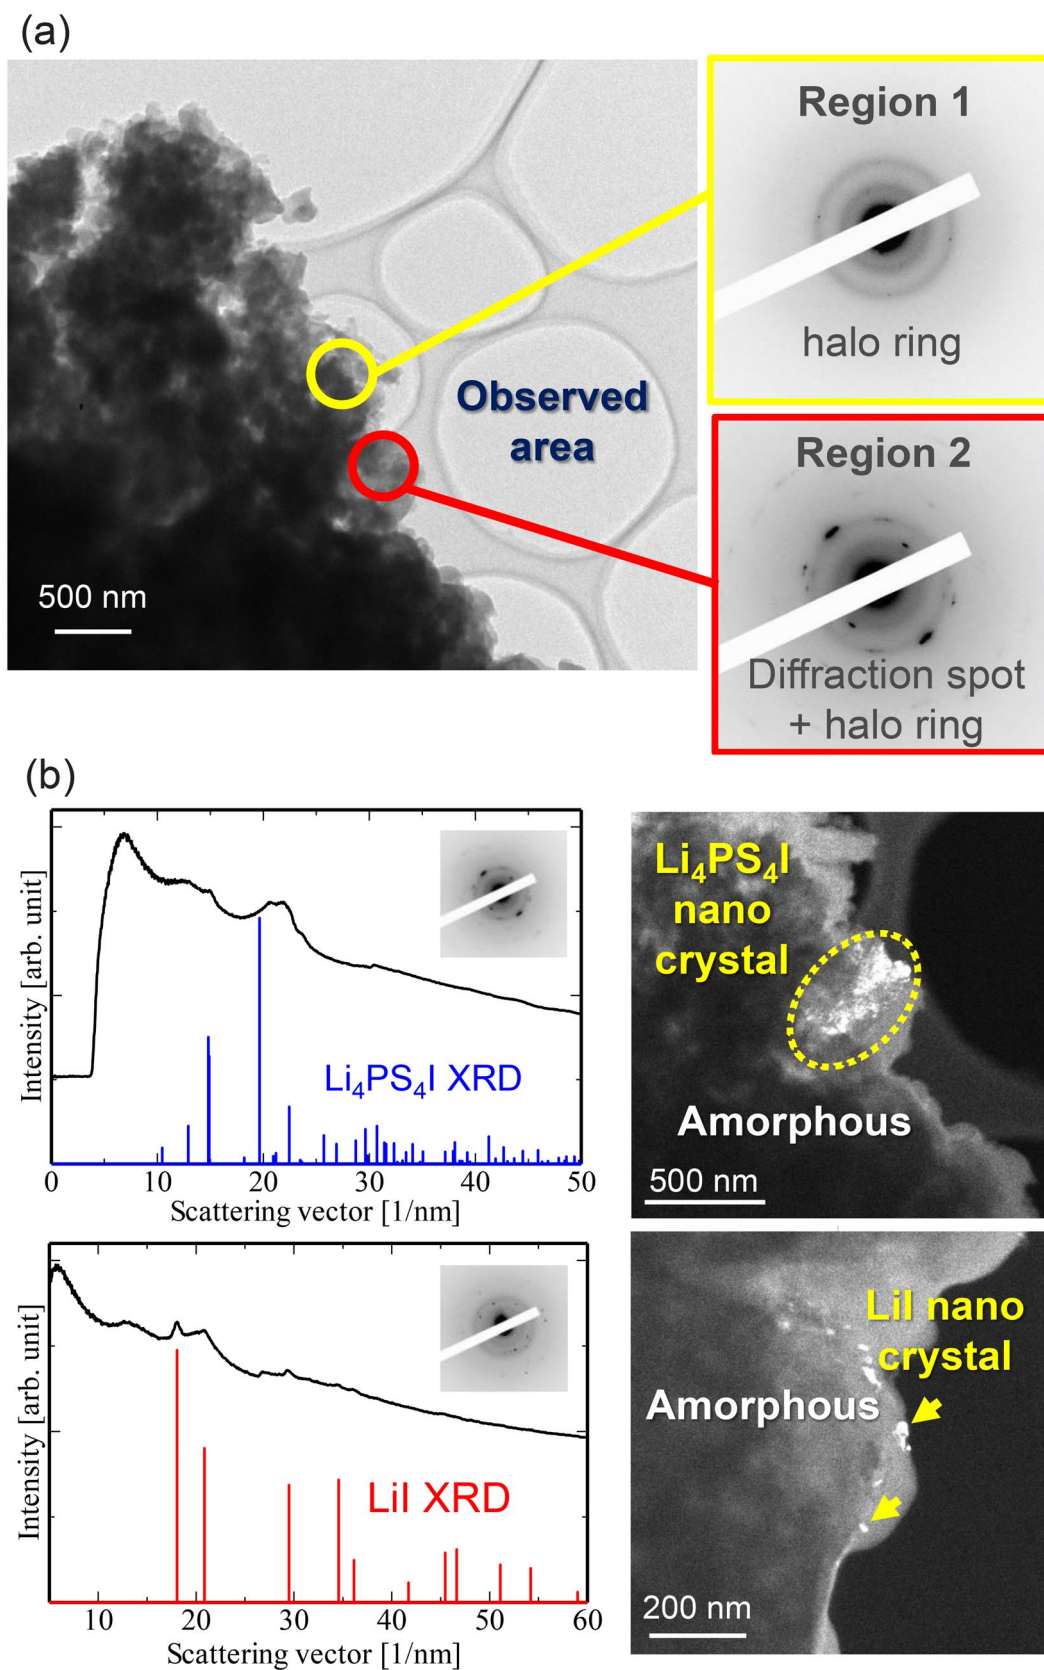 (a)
Region 1
halo ring
Observed
area
500 nm
Region 2
Diffraction spot
+ halo ring
(b)
Intensity [arb. unit]
Li₄PS₄I XRD
0 10 20 30 40 50
Scattering vector [1/nm]
Li₄PS₄I
nano
crystal
Amorphous
500 nm
Intensity [arb. unit]
LiI XRD
10 20 30 40 50 60
Scattering vector [1/nm]
LiI nano
crystal
Amorphous
200 nm